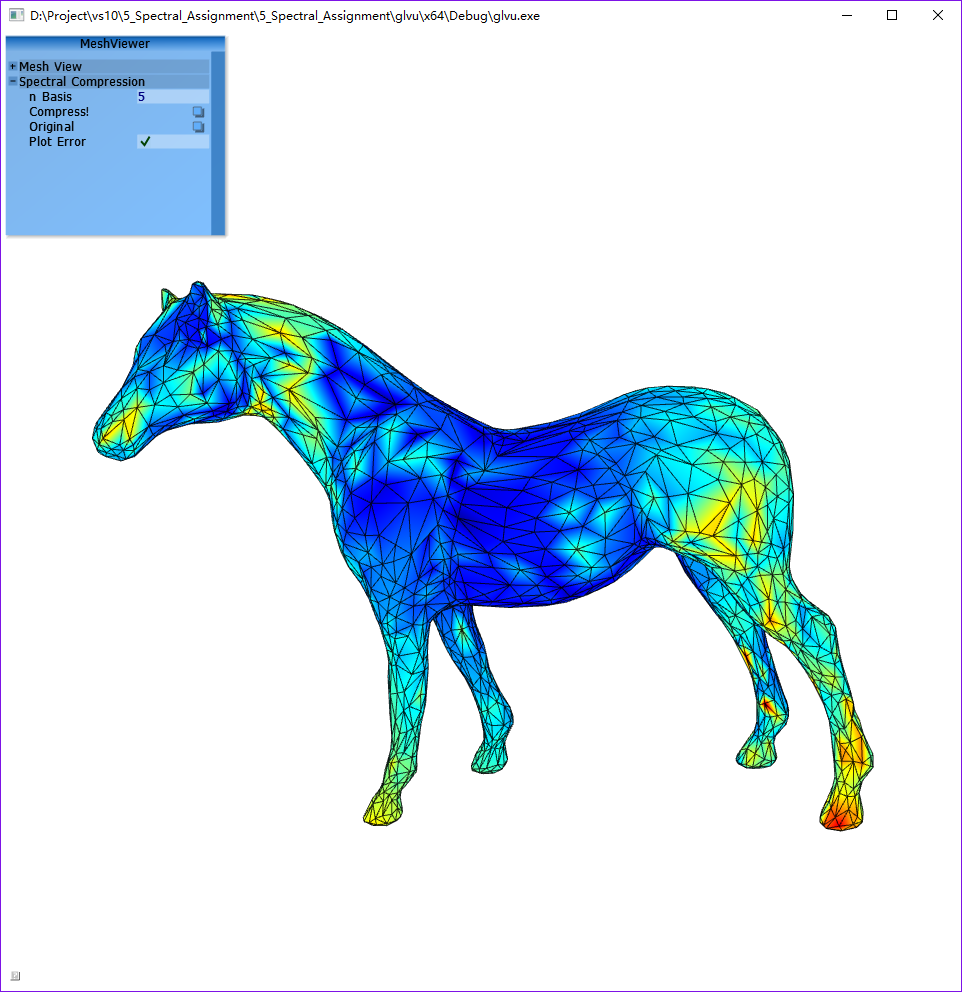 D:\Project\vs10\5_Spectral_Assignment\5_Spectral_Assignment\glvu\x64\Debug\glvu.exe
MeshViewer
Mesh View
Spectral Compression
n Basis 5
Compress!
Original
Plot Error